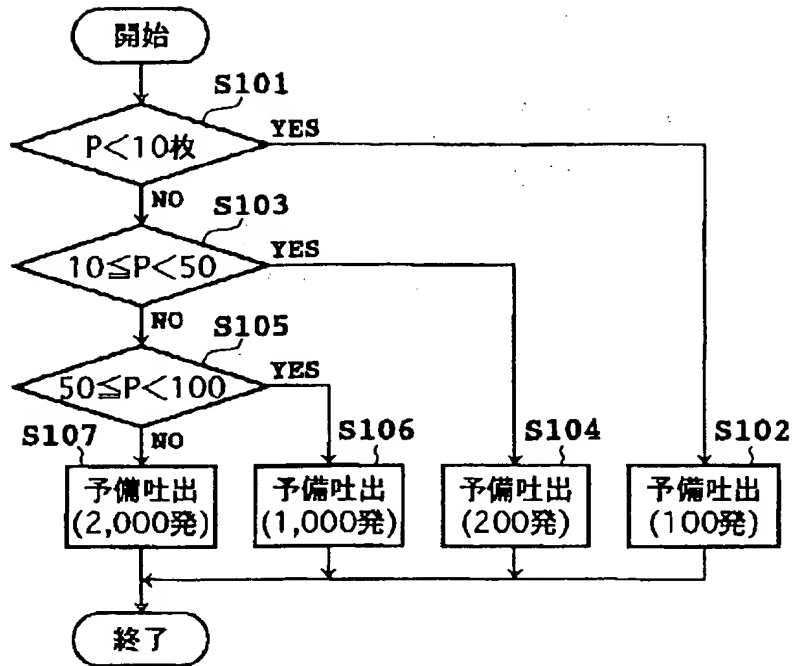 開始
S101
P<10枚
YES
NO
S103
10≦P<50
YES
NO
S105
50≦P<100
YES
NO
S107
S106
S104
S102
予備吐出
(2,000発)
予備吐出
(1,000発)
予備吐出
(200発)
予備吐出
(100発)
終了